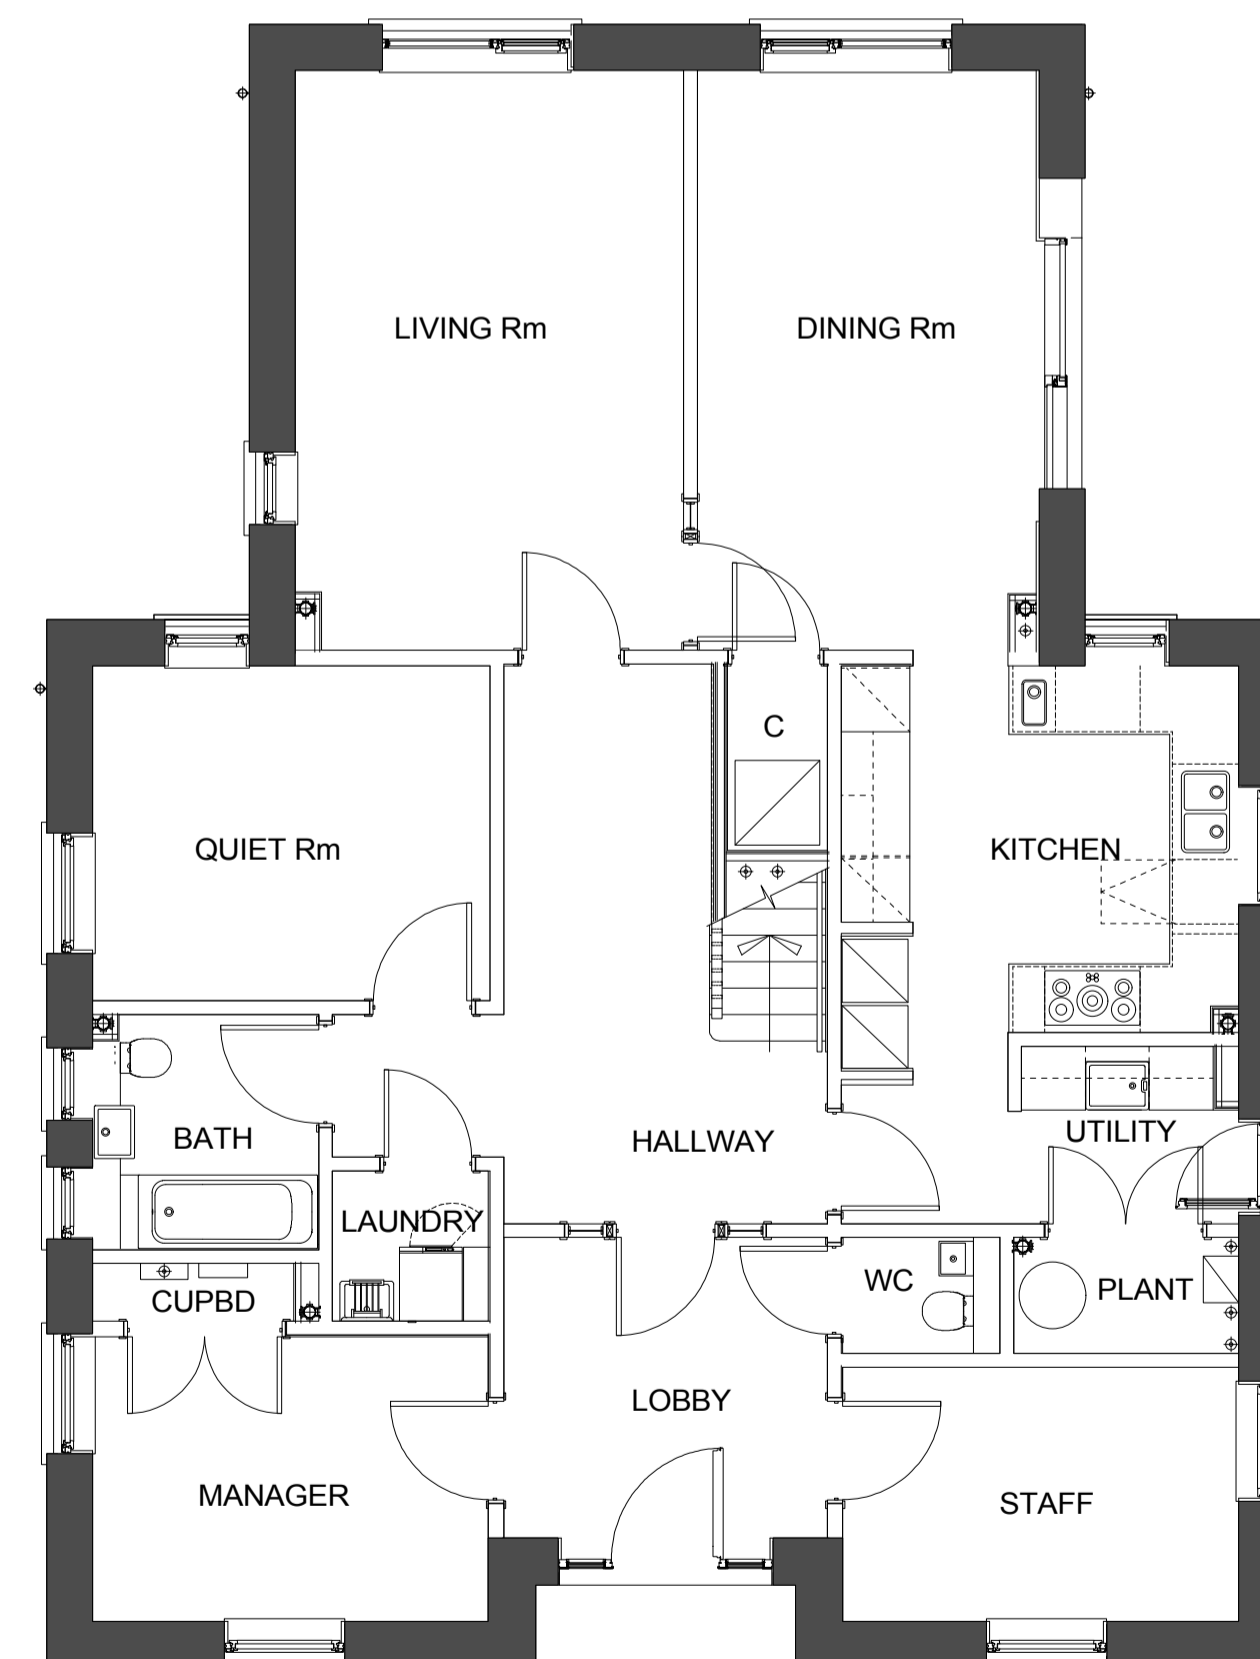 LIVING Rm
DINING Rm
C
QUIET Rm
KITCHEN
BATH
HALLWAY
UTILITY
LAUNDRY
CUPBD
WC
PLANT
LOBBY
MANAGER
STAFF